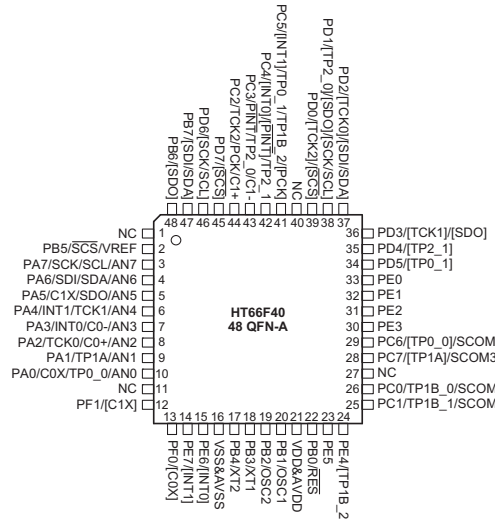 PB6/[SDO]
PB7/[SDI/SDA]
PD6/[SCK/SCL]
PD7/[SCS]
PC2/TCK2/PCK/C1+
PC3/PINT/TP2_0/C1-
PC4/[INT0]/[PINT]/TP2_1
PC5/[INT1]/TP0_1/TP1B_2/[PCK]
NC
PD0/[TCK2]/[SCS]
PD1/[TP2_0]/[SDO]/[SCK/SCL]
PD2/[TCK0]/[SDI/SDA]
48 47 46 45 44 43 42 41 40 39 38 37
NC 1
PB5/SCS/VREF 2
PA7/SCK/SCL/AN7 3
PA6/SDI/SDA/AN6 4
PA5/C1X/SDO/AN5 5
PA4/INT1/TCK1/AN4 6
PA3/INT0/C0-/AN3 7
PA2/TCK0/C0+/AN2 8
PA1/TP1A/AN1 9
PA0/C0X/TP0_0/AN0 10
NC 11
PF1/[C1X] 12
HT66F40
48 QFN-A
36 PD3/[TCK1]/[SDO]
35 PD4/[TP2_1]
34 PD5/[TP0_1]
33 PE0
32 PE1
31 PE2
30 PE3
29 PC6/[TP0_0]/SCOM
28 PC7/[TP1A]/SCOM3
27 NC
26 PC0/TP1B_0/SCOM
25 PC1/TP1B_1/SCOM
13 14 15 16 17 18 19 20 21 22 23 24
PF0/[C0X]
PE7/[INT1]
PE6/[INT0]
VSS&AVSS
PB4/XT2
PB3/XT1
PB2/OSC2
PB1/OSC1
VDD&AVDD
PB0/RES
PE5
PE4/[TP1B_2